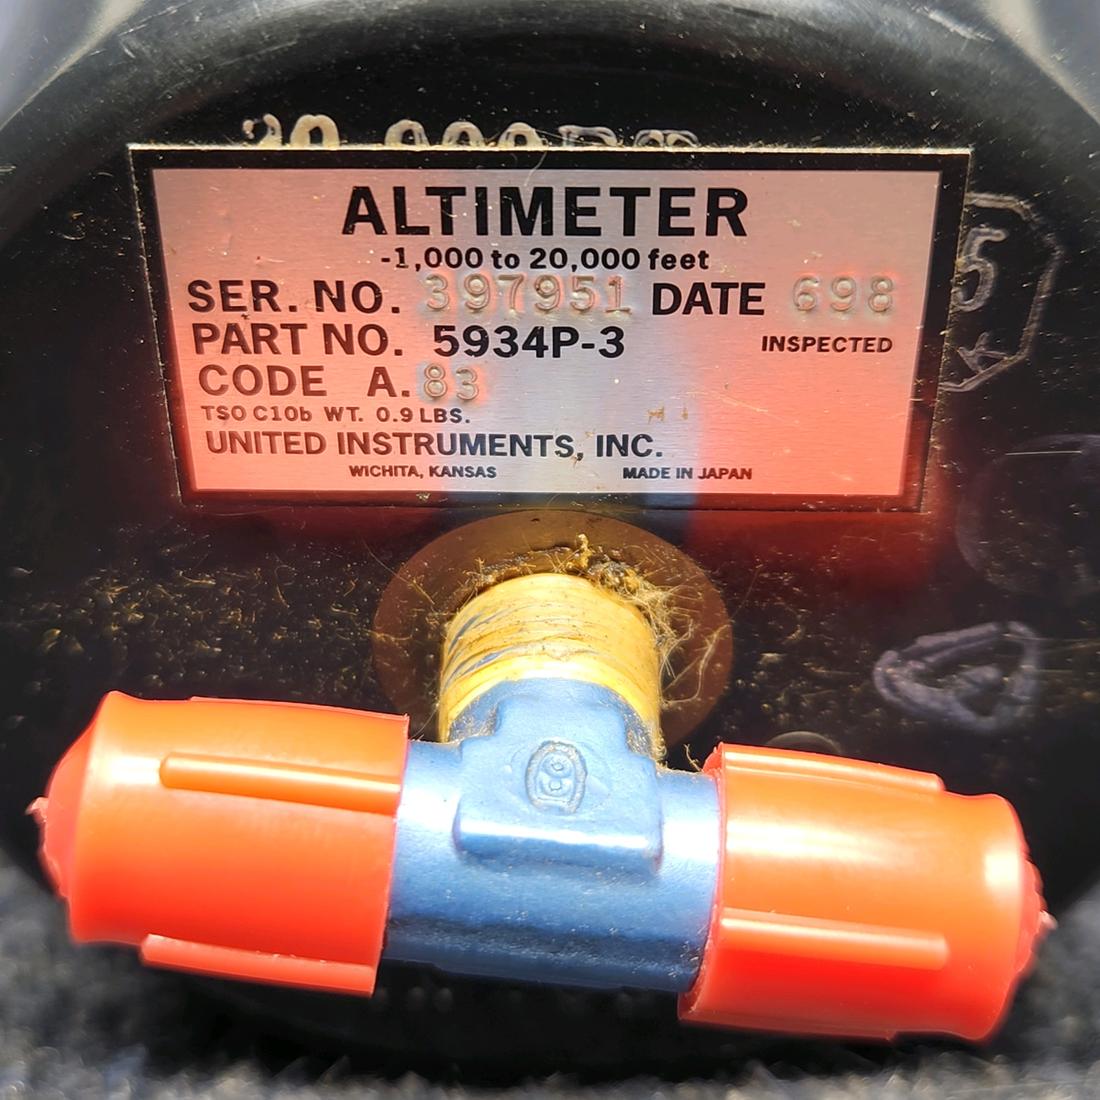 ALTIMETER
-1,000 to 20,000 feet
SER. NO. 397951 DATE 698
PART NO. 5934P-3 INSPECTED
CODE A.83
TSO C10b WT. 0.9 LBS.
UNITED INSTRUMENTS, INC.
WICHITA, KANSAS MADE IN JAPAN
5